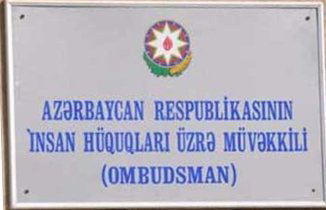 AZƏRBAYCAN RESPUBLİKASININ
İNSAN HÜQUQLARI ÜZRƏ MÜVƏKKİLİ
(OMBUDSMAN)